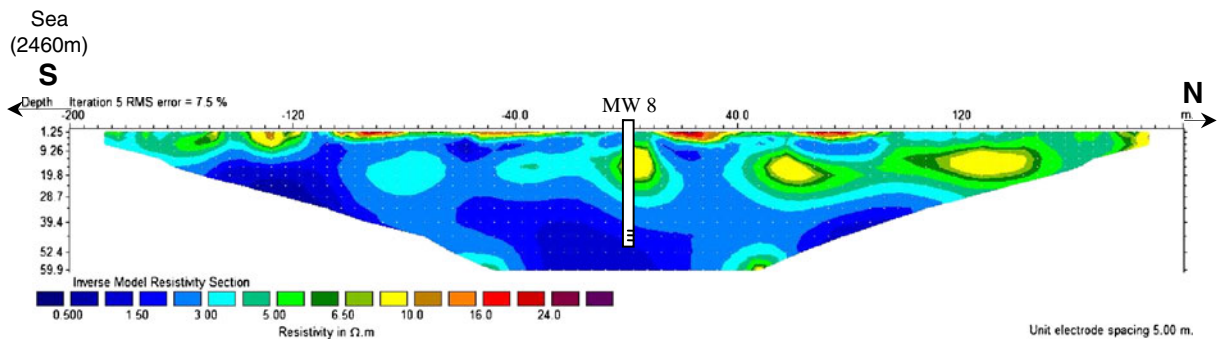 Sea
(2460m)
S
N
Depth Iteration 5 RMS error = 7.5 %
MW 8
-200 -120 -40.0 40.0 120 m.
1.25
9.26
19.8
28.7
39.4
52.4
59.9
Inverse Model Resistivity Section
0.500 1.50 3.00 5.00 6.50 10.0 16.0 24.0
Resistivity in Ω.m
Unit electrode spacing 5.00 m.